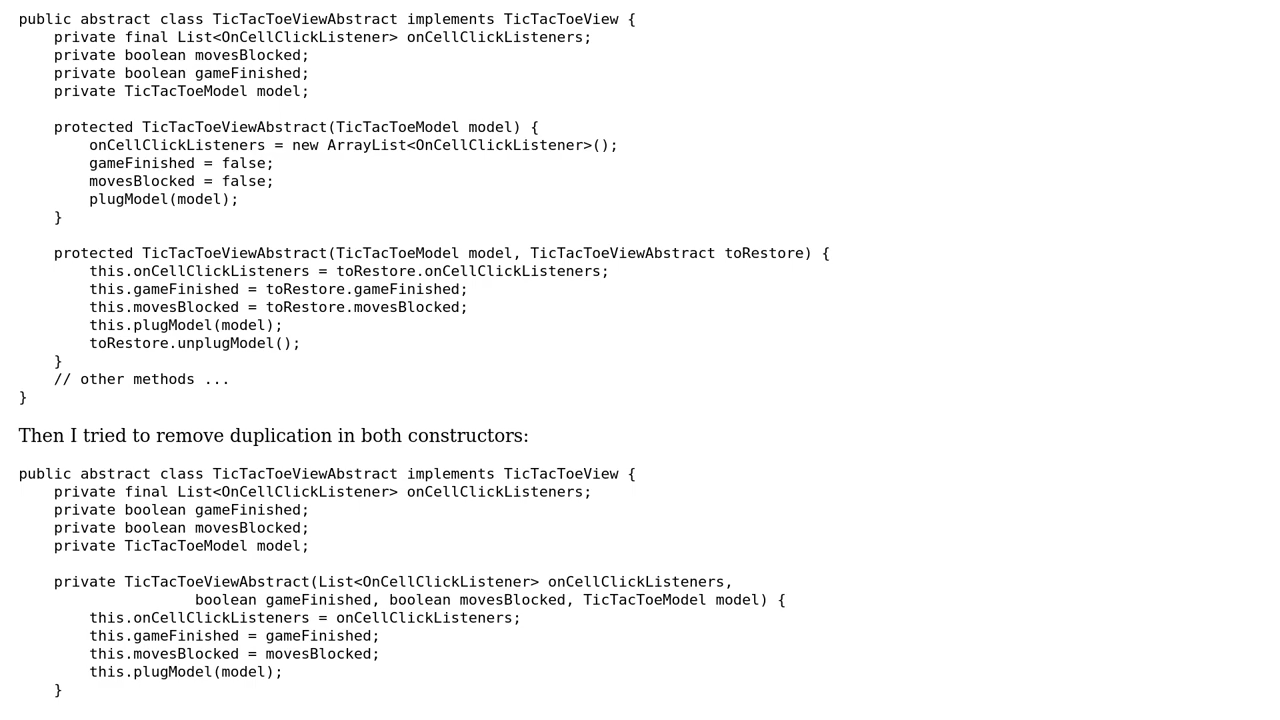 public abstract class TicTacToeViewAbstract implements TicTacToeView {
    private final List<OnCellClickListener> onCellClickListeners;
    private boolean movesBlocked;
    private boolean gameFinished;
    private TicTacToeModel model;

    protected TicTacToeViewAbstract(TicTacToeModel model) {
        onCellClickListeners = new ArrayList<OnCellClickListener>();
        gameFinished = false;
        movesBlocked = false;
        plugModel(model);
    }

    protected TicTacToeViewAbstract(TicTacToeModel model, TicTacToeViewAbstract toRestore) {
        this.onCellClickListeners = toRestore.onCellClickListeners;
        this.gameFinished = toRestore.gameFinished;
        this.movesBlocked = toRestore.movesBlocked;
        this.plugModel(model);
        toRestore.unplugModel();
    }
    // other methods ...
}
Then I tried to remove duplication in both constructors:
public abstract class TicTacToeViewAbstract implements TicTacToeView {
    private final List<OnCellClickListener> onCellClickListeners;
    private boolean gameFinished;
    private boolean movesBlocked;
    private TicTacToeModel model;

    private TicTacToeViewAbstract(List<OnCellClickListener> onCellClickListeners,
                    boolean gameFinished, boolean movesBlocked, TicTacToeModel model) {
        this.onCellClickListeners = onCellClickListeners;
        this.gameFinished = gameFinished;
        this.movesBlocked = movesBlocked;
        this.plugModel(model);
    }